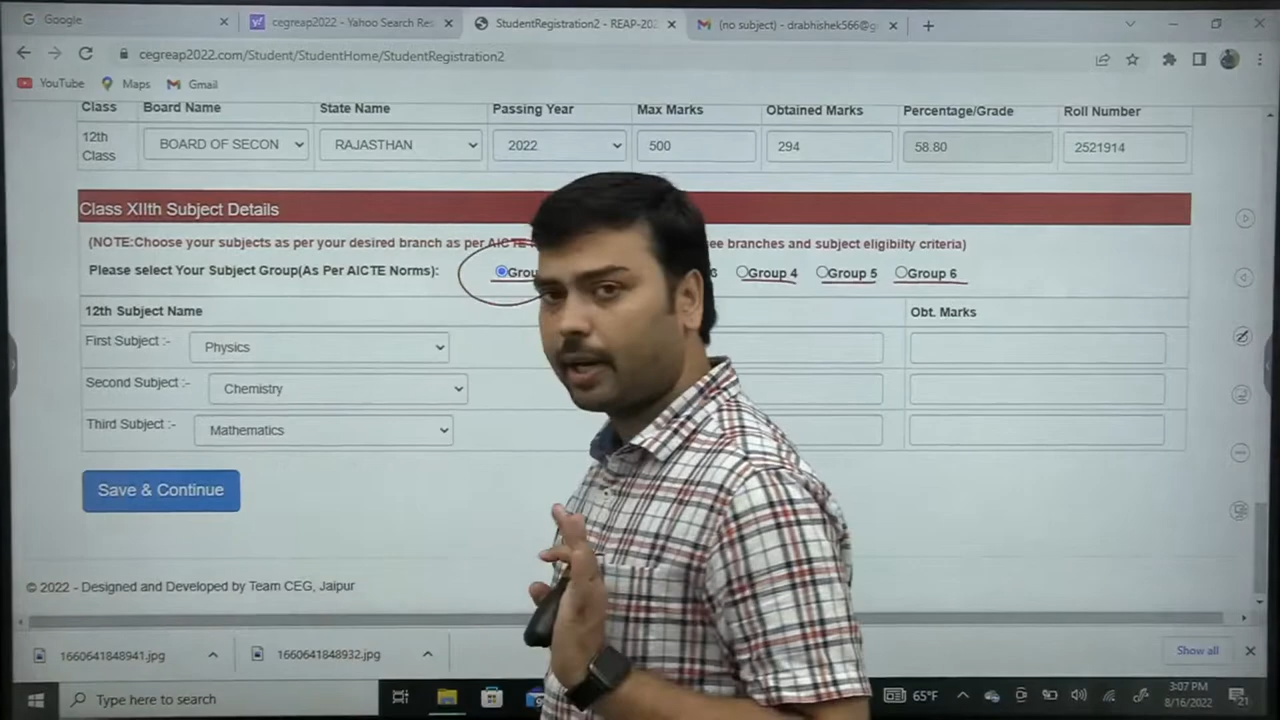 Google
cegreap2022 - Yahoo Search Res
StudentRegistration2 - REAP-202
(no subject) - drabhishek566@g
cegreap2022.com/Student/StudentHome/StudentRegistration2
YouTube
Maps
Gmail
Class Board Name State Name Passing Year Max Marks Obtained Marks Percentage/Grade Roll Number
12th Class BOARD OF SECON RAJASTHAN 2022 500 294 58.80 2521914
Class XIIth Subject Details
(NOTE:Choose your subjects as per your desired branch as per AICTE branches and subject eligibilty criteria)
Please select Your Subject Group(As Per AICTE Norms): Group 4 Group 5 Group 6
12th Subject Name Obt. Marks
First Subject :- Physics
Second Subject :- Chemistry
Third Subject :- Mathematics
Save & Continue
© 2022 - Designed and Developed by Team CEG, Jaipur
1660641848941.jpg
1660641848932.jpg
Show all
Type here to search
65°F
3:07 PM
8/16/2022
21